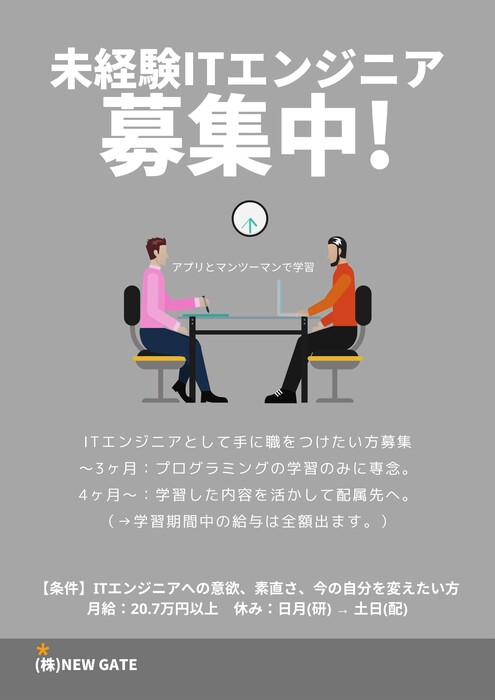 未経験ITエンジニア
募集中!
アプリとマンツーマンで学習
ITエンジニアとして手に職をつけたい方募集
～3ヶ月：プログラミングの学習のみに専念。
4ヶ月～：学習した内容を活かして配属先へ。
（→学習期間中の給与は全額出ます。）
【条件】ITエンジニアへの意欲、素直さ、今の自分を変えたい方
月給：20.7万円以上　休み：日月(研) → 土日(配)
(株)NEW GATE